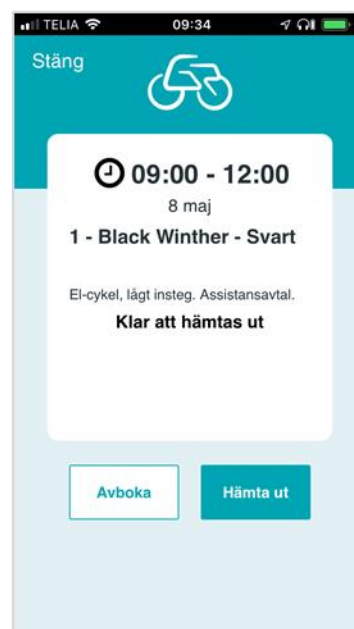 TELIA 09:34
Stäng
09:00 - 12:00
8 maj
1 - Black Winther - Svart
El-cykel, lågt insteg. Assistansavtal.
Klar att hämtas ut
Avboka Hämta ut